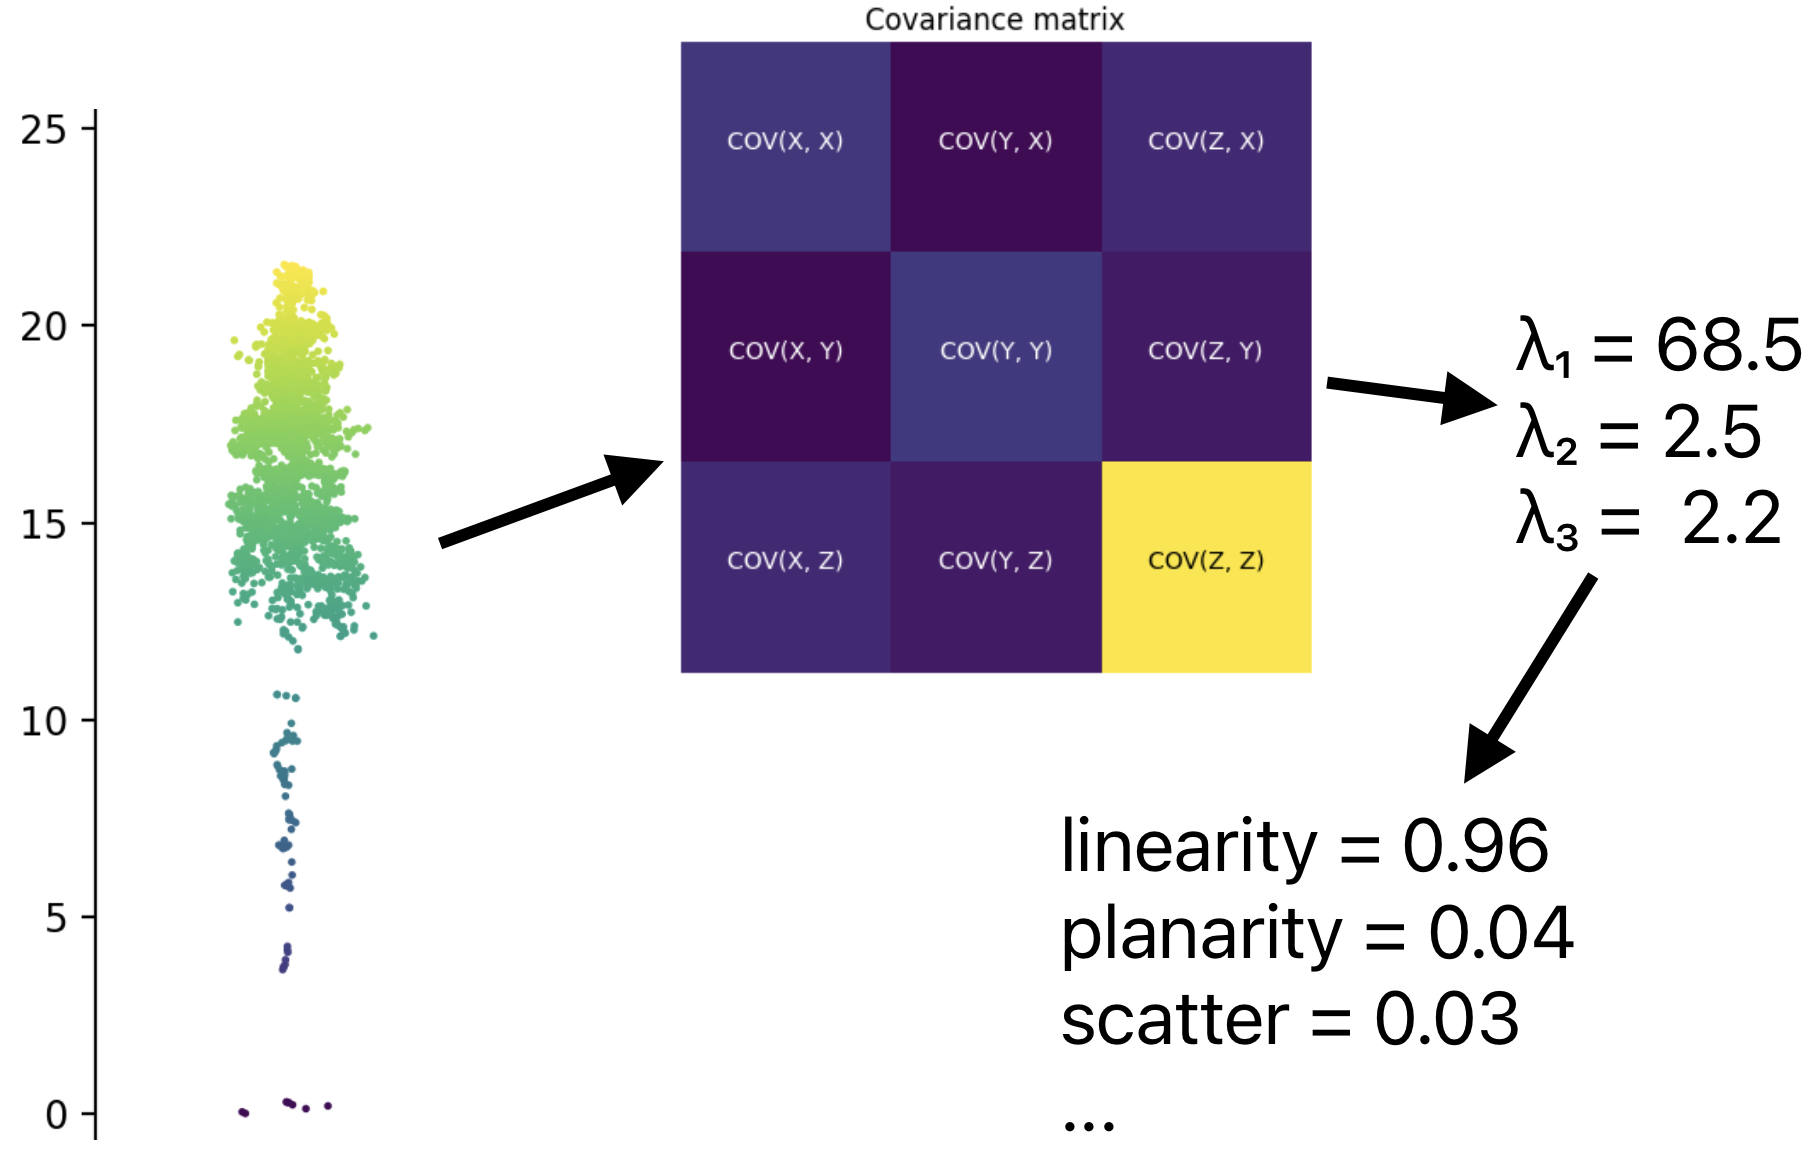 Covariance matrix
25
20
15
10
5
0
COV(X, X) COV(Y, X) COV(Z, X)
COV(X, Y) COV(Y, Y) COV(Z, Y)
COV(X, Z) COV(Y, Z) COV(Z, Z)
λ₁ = 68.5
λ₂ = 2.5
λ₃ = 2.2
linearity = 0.96
planarity = 0.04
scatter = 0.03
...